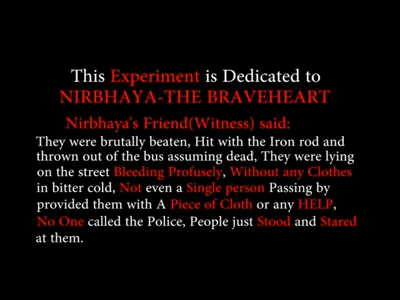 This Experiment is Dedicated to
NIRBHAYA-THE BRAVEHEART
Nirbhaya's Friend(Witness) said:
They were brutally beaten, Hit with the Iron rod and
thrown out of the bus assuming dead, They were lying
on the street Bleeding Profusely, Without any Clothes
in bitter cold, Not even a Single person Passing by
provided them with A Piece of Cloth or any HELP,
No One called the Police, People just Stood and Stared
at them.